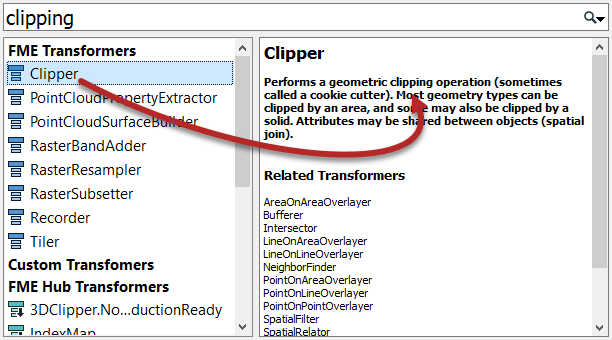 clipping
FME Transformers
Clipper
PointCloudPropertyExtractor
PointCloudSurfaceBuilder
RasterBandAdder
RasterResampler
RasterSubsetter
Recorder
Tiler
Custom Transfomers
FME Hub Transformers
3DClipper.No...ductionReady
IndexMap
Clipper
Performs a geometric clipping operation (sometimes
called a cookie cutter). Most geometry types can be
clipped by an area, and some may also be clipped by a
solid. Attributes may be shared between objects (spatial
join).
Related Transformers
AreaOnAreaOverlayer
Bufferer
Intersector
LineOnAreaOverlayer
LineOnLineOverlayer
NeighborFinder
PointOnAreaOverlayer
PointOnLineOverlayer
PointOnPointOverlayer
SpatialFilter
SpatialRelator